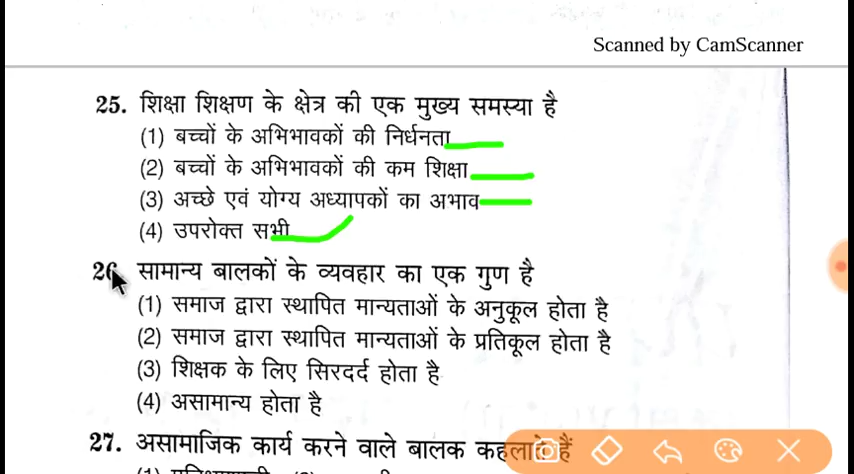 Scanned by CamScanner
25. शिक्षा शिक्षण के क्षेत्र की एक मुख्य समस्या है
(1) बच्चों के अभिभावकों की निर्धनता
(2) बच्चों के अभिभावकों की कम शिक्षा
(3) अच्छे एवं योग्य अध्यापकों का अभाव
(4) उपरोक्त सभी
26. सामान्य बालकों के व्यवहार का एक गुण है
(1) समाज द्वारा स्थापित मान्यताओं के अनुकूल होता है
(2) समाज द्वारा स्थापित मान्यताओं के प्रतिकूल होता है
(3) शिक्षक के लिए सिरदर्द होता है
(4) असामान्य होता है
27. असामाजिक कार्य करने वाले बालक कहलाते हैं